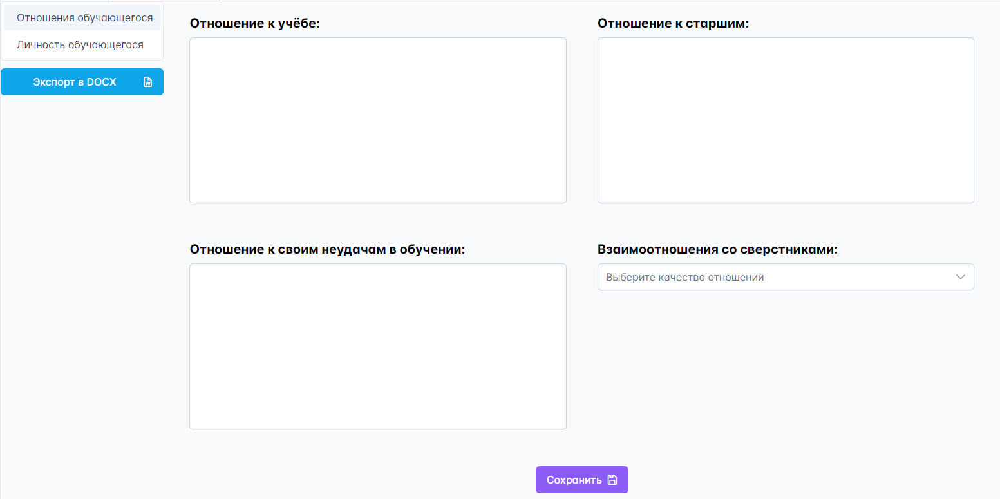 Отношения обучающегося
Личность обучающегося
Экспорт в DOCX
Отношение к учёбе:
Отношение к старшим:
Отношение к своим неудачам в обучении:
Взаимоотношения со сверстниками:
Выберите качество отношений
Сохранить